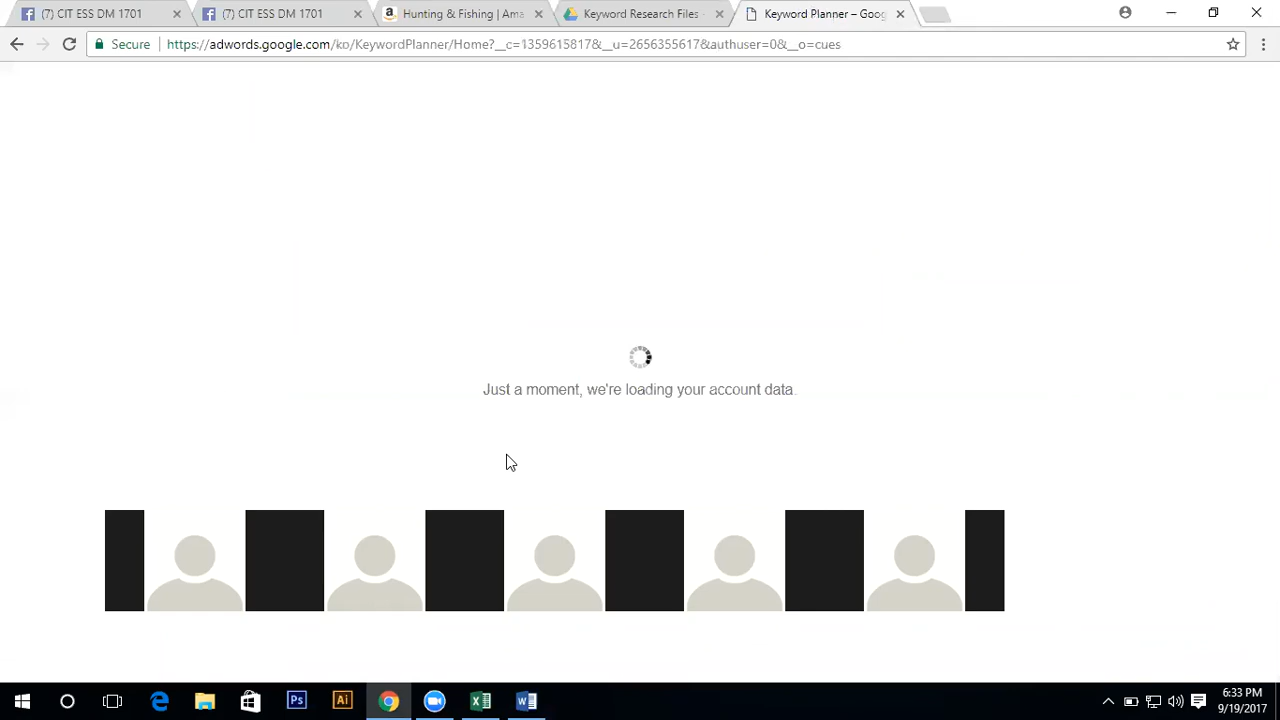 (7) CIT ESS DM 1701
(7) CIT ESS DM 1701
Hunting & Fishing | Ama
Keyword Research Files -
Keyword Planner – Goog
Secure
https://adwords.google.com/ko/KeywordPlanner/Home?__c=1359615817&__u=2656355617&authuser=0&__o=cues
Just a moment, we're loading your account data.
Ps
Ai
6:33 PM
9/19/2017